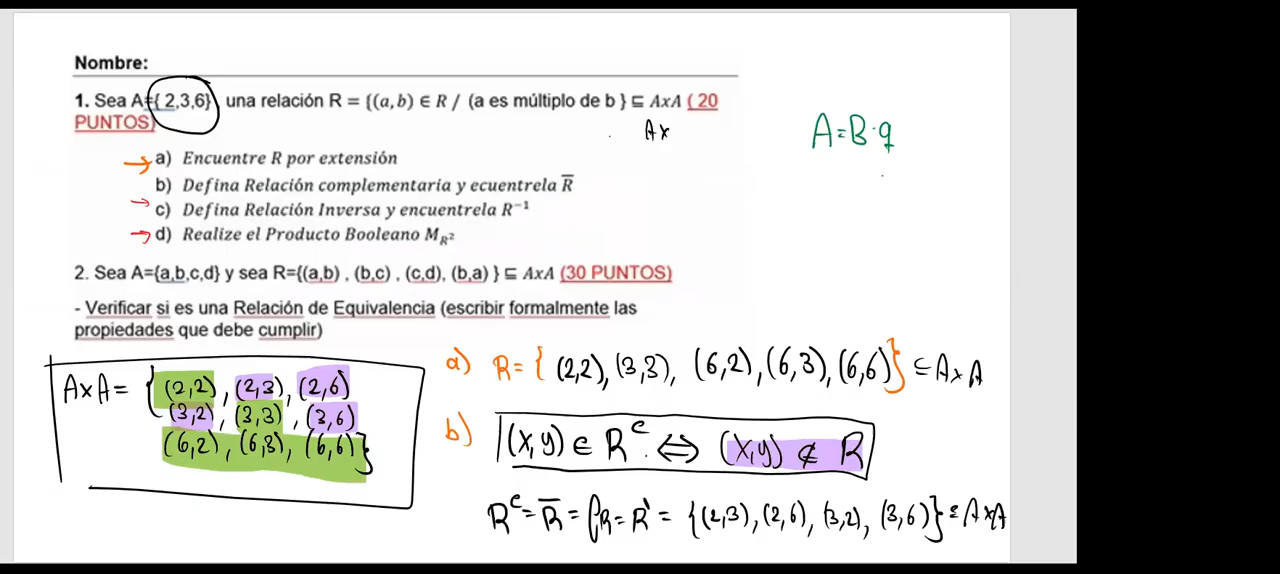 Nombre:
1. Sea A={ 2,3,6} , una relación R = {(a, b) ∈ R / (a es múltiplo de b } ⊆ AxA ( 20
PUNTOS)
Ax
A = B·q
a) Encuentre R por extensión
b) Defina Relación complementaria y ecuentrela R̅
c) Defina Relación Inversa y encuentrela R⁻¹
d) Realize el Producto Booleano M_R²
2. Sea A={a,b,c,d} y sea R={(a,b) , (b,c) , (c,d), (b,a) } ⊆ AxA (30 PUNTOS)
- Verificar si es una Relación de Equivalencia (escribir formalmente las
propiedades que debe cumplir)
AxA = { (2,2), (2,3), (2,6)
(3,2), (3,3), (3,6)
(6,2), (6,3), (6,6) }
a) R = { (2,2), (3,3), (6,2), (6,3), (6,6) } ⊆ AxA
b) (x,y) ∈ Rᶜ ⇔ (x,y) ∉ R
Rᶜ = R̅ = ∁R = R' = {(2,3), (2,6), (3,2), (3,6)} ⊆ AxA